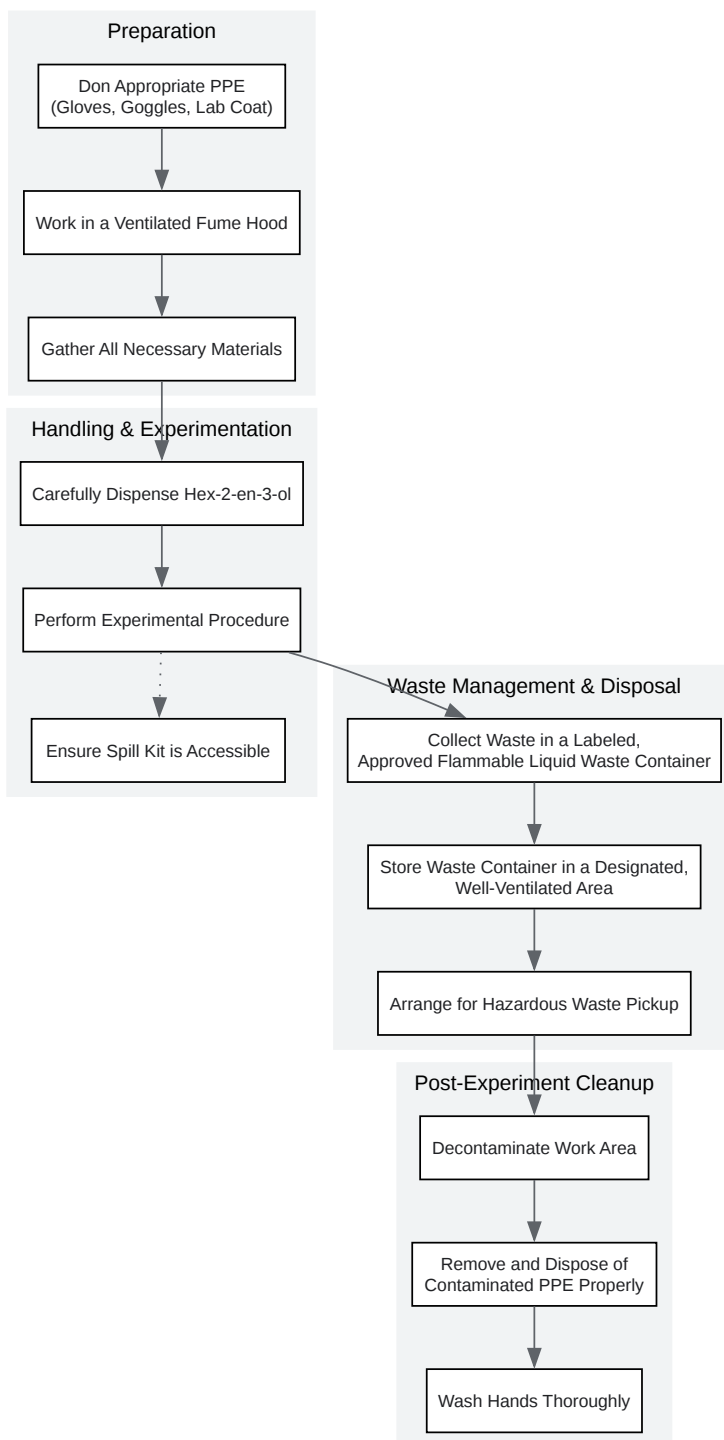 Preparation
Don Appropriate PPE
(Gloves, Goggles, Lab Coat)
Work in a Ventilated Fume Hood
Gather All Necessary Materials
Handling & Experimentation
Carefully Dispense Hex-2-en-3-ol
Perform Experimental Procedure
Ensure Spill Kit is Accessible
Waste Management & Disposal
Collect Waste in a Labeled,
Approved Flammable Liquid Waste Container
Store Waste Container in a Designated,
Well-Ventilated Area
Arrange for Hazardous Waste Pickup
Post-Experiment Cleanup
Decontaminate Work Area
Remove and Dispose of
Contaminated PPE Properly
Wash Hands Thoroughly